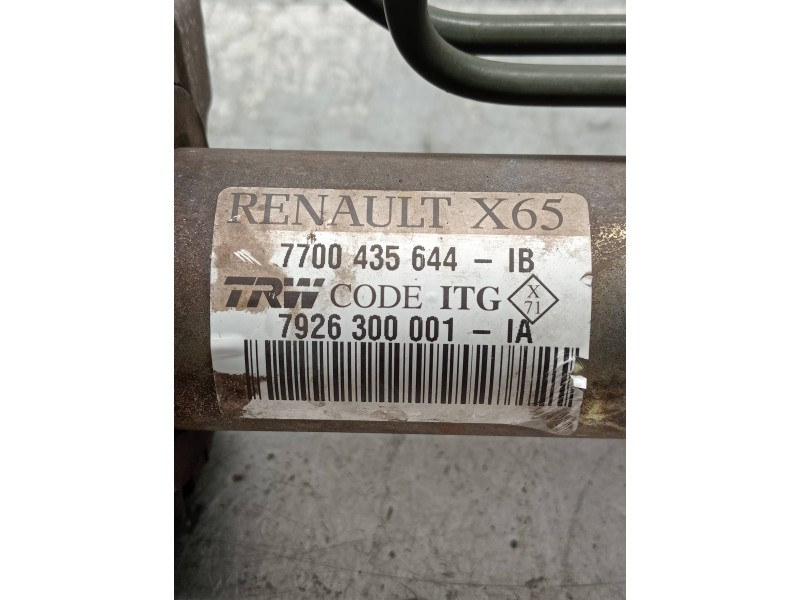 RENAULT X65
7700 435 644 - IB
TRW CODE ITG X 71
7926 300 001 - IA